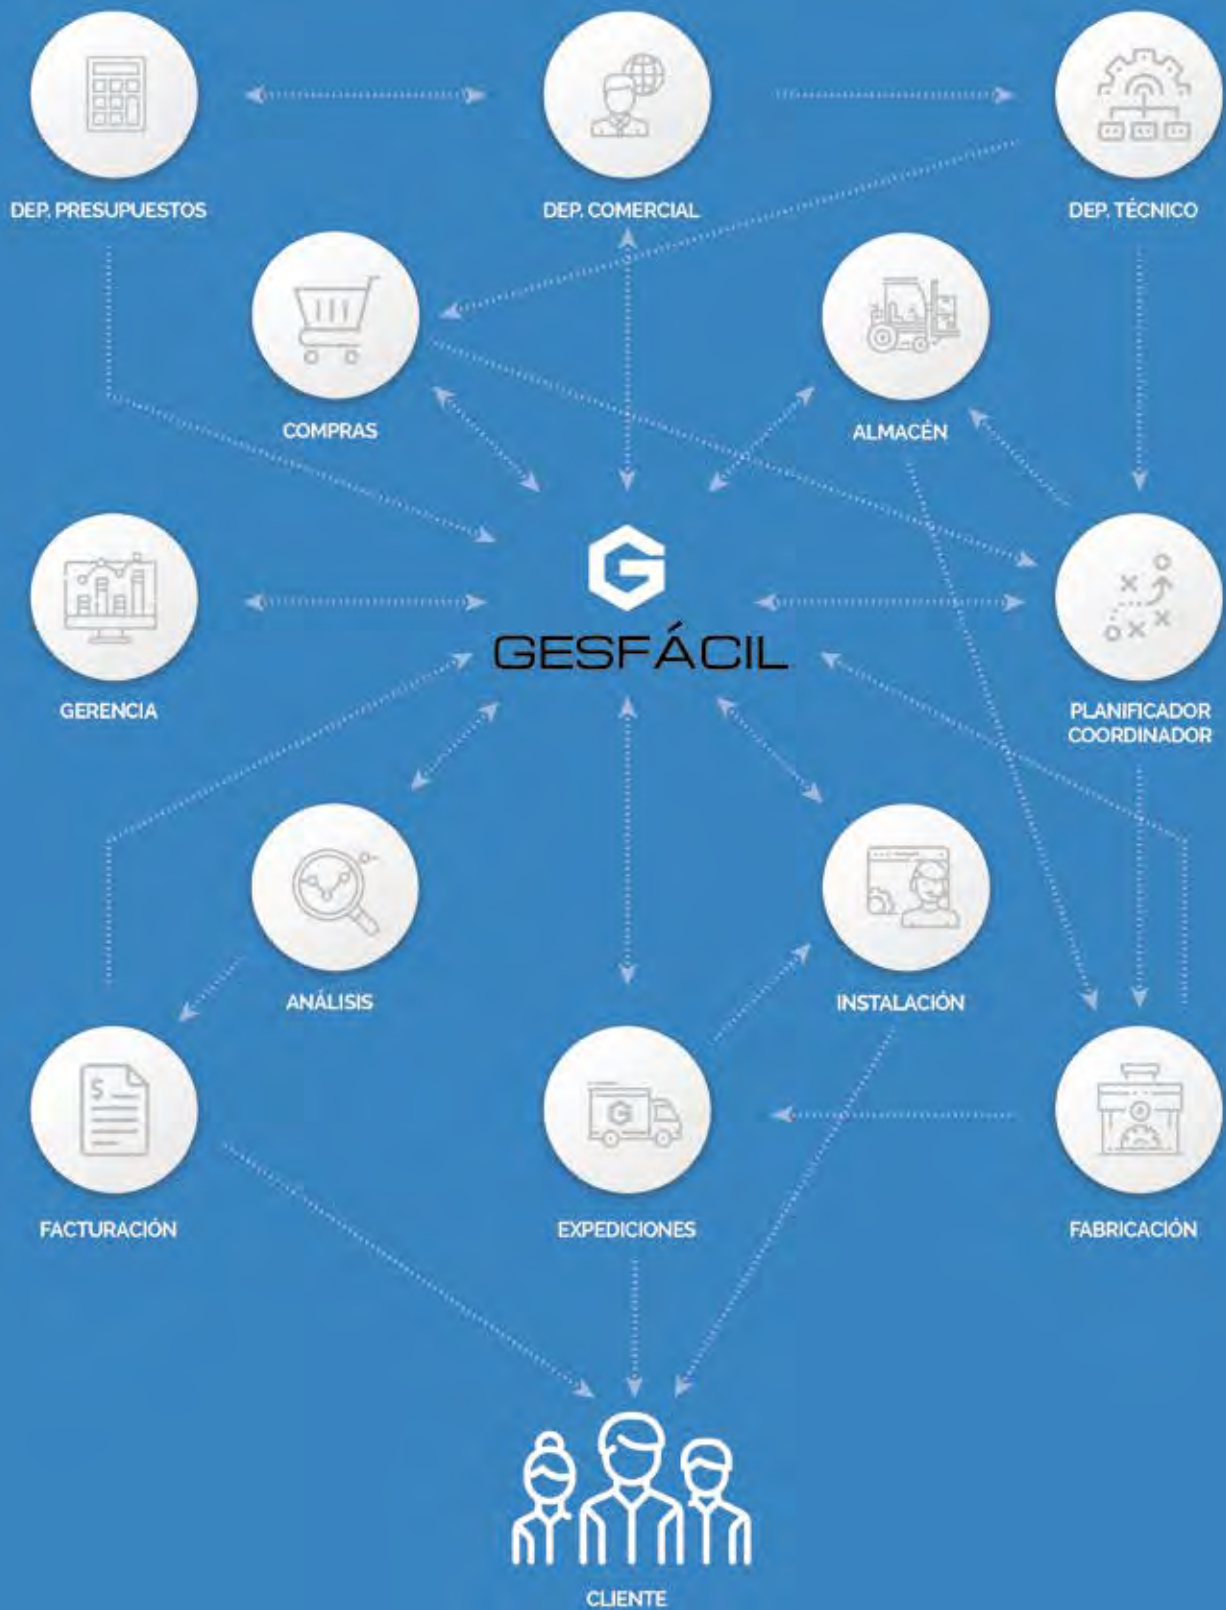 DEP. PRESUPUESTOS
DEP. COMERCIAL
DEP. TÉCNICO
COMPRAS
ALMACÉN
G
GESFÁCIL
GERENCIA
PLANIFICADOR
COORDINADOR
ANÁLISIS
INSTALACIÓN
$
G
FACTURACIÓN
EXPEDICIONES
FABRICACIÓN
CLIENTE